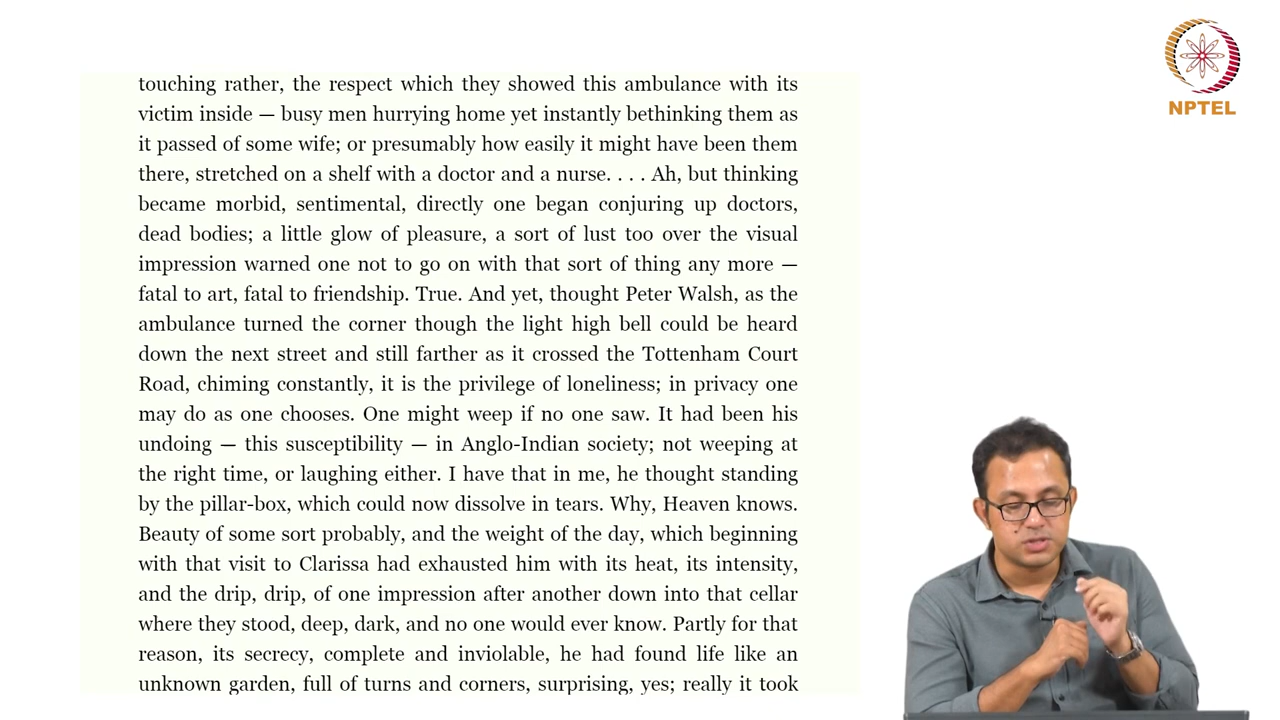 touching rather, the respect which they showed this ambulance with its
victim inside — busy men hurrying home yet instantly bethinking them as
it passed of some wife; or presumably how easily it might have been them
there, stretched on a shelf with a doctor and a nurse. . . . Ah, but thinking
became morbid, sentimental, directly one began conjuring up doctors,
dead bodies; a little glow of pleasure, a sort of lust too over the visual
impression warned one not to go on with that sort of thing any more —
fatal to art, fatal to friendship. True. And yet, thought Peter Walsh, as the
ambulance turned the corner though the light high bell could be heard
down the next street and still farther as it crossed the Tottenham Court
Road, chiming constantly, it is the privilege of loneliness; in privacy one
may do as one chooses. One might weep if no one saw. It had been his
undoing — this susceptibility — in Anglo-Indian society; not weeping at
the right time, or laughing either. I have that in me, he thought standing
by the pillar-box, which could now dissolve in tears. Why, Heaven knows.
Beauty of some sort probably, and the weight of the day, which beginning
with that visit to Clarissa had exhausted him with its heat, its intensity,
and the drip, drip, of one impression after another down into that cellar
where they stood, deep, dark, and no one would ever know. Partly for that
reason, its secrecy, complete and inviolable, he had found life like an
unknown garden, full of turns and corners, surprising, yes; really it took
NPTEL